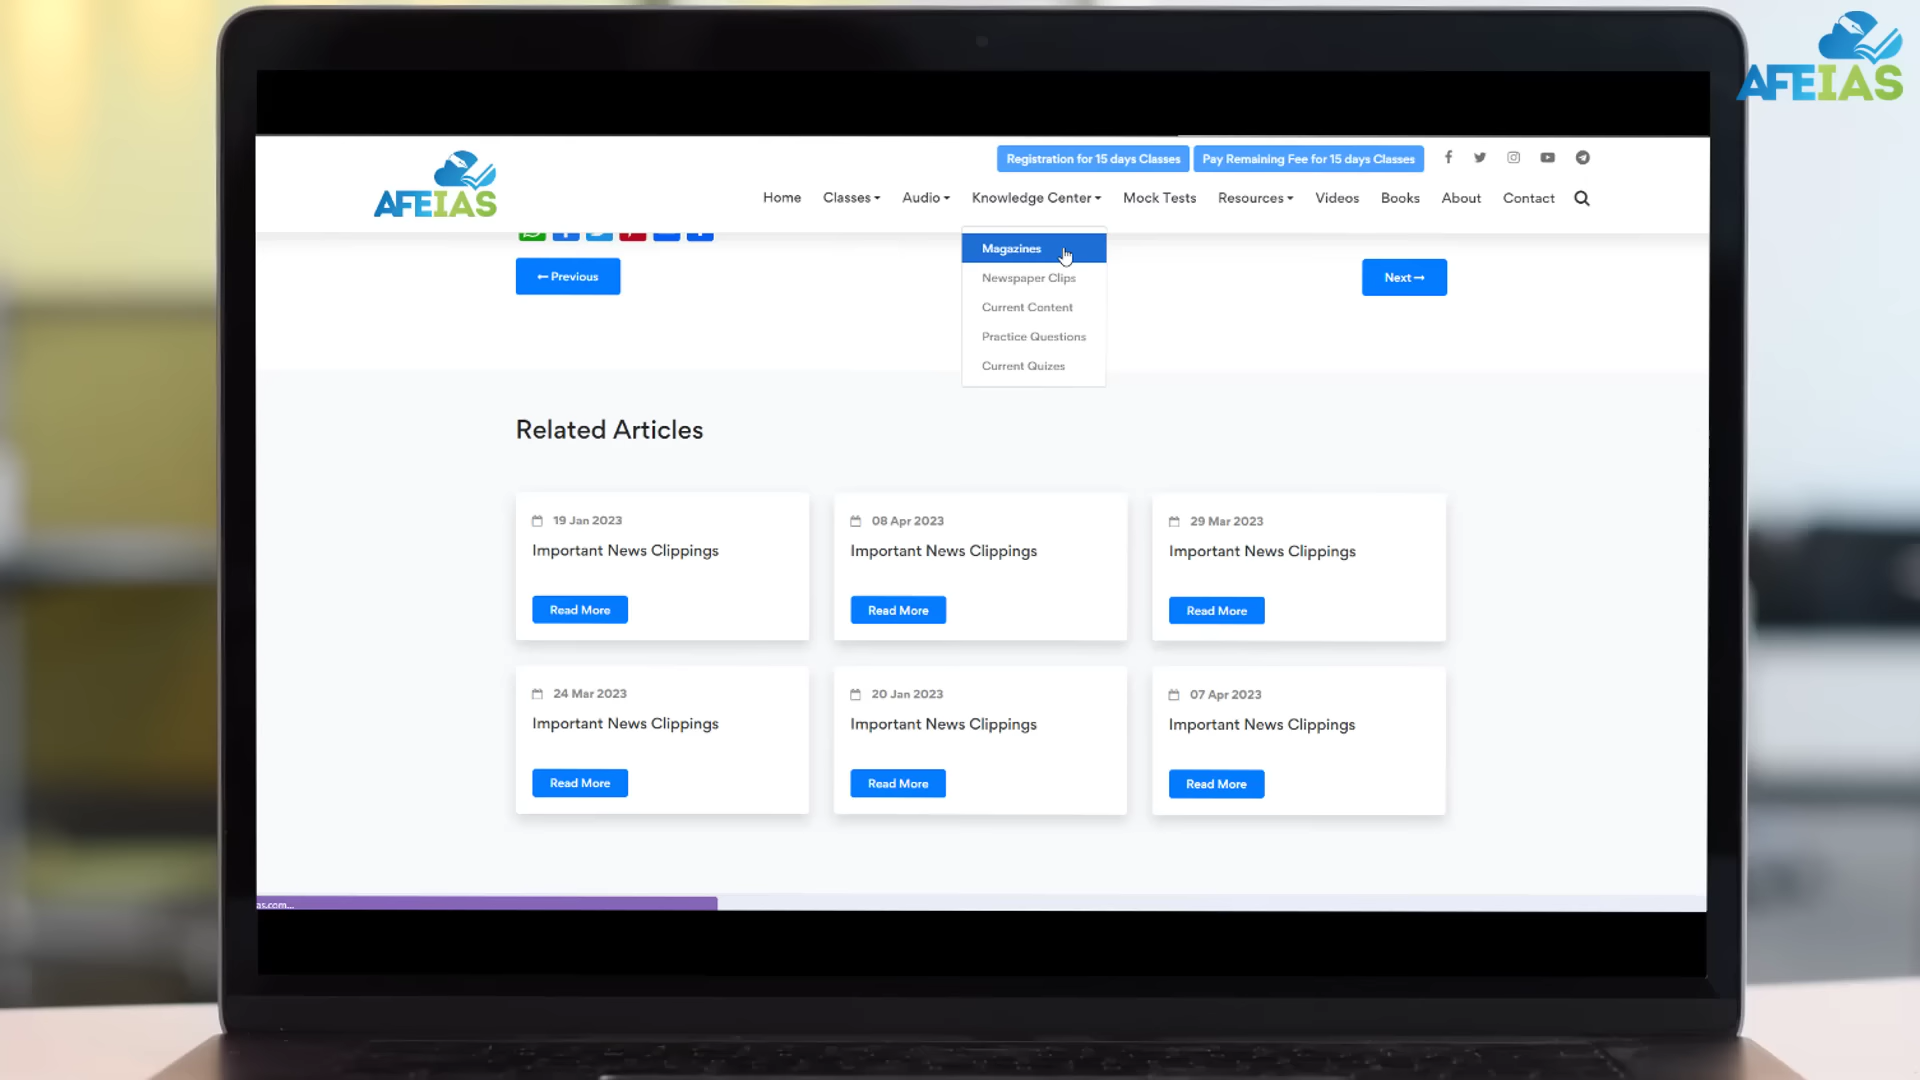 AFEIAS
Registration for 15 days Classes
Pay Remaining Fee for 15 days Classes
AFEIAS
Home
Classes
Audio
Knowledge Center
Mock Tests
Resources
Videos
Books
About
Contact
Magazines
Newspaper Clips
Current Content
Practice Questions
Current Quizes
← Previous
Next →
Related Articles
19 Jan 2023
Important News Clippings
Read More
08 Apr 2023
Important News Clippings
Read More
29 Mar 2023
Important News Clippings
Read More
24 Mar 2023
Important News Clippings
Read More
20 Jan 2023
Important News Clippings
Read More
07 Apr 2023
Important News Clippings
Read More
as.com...